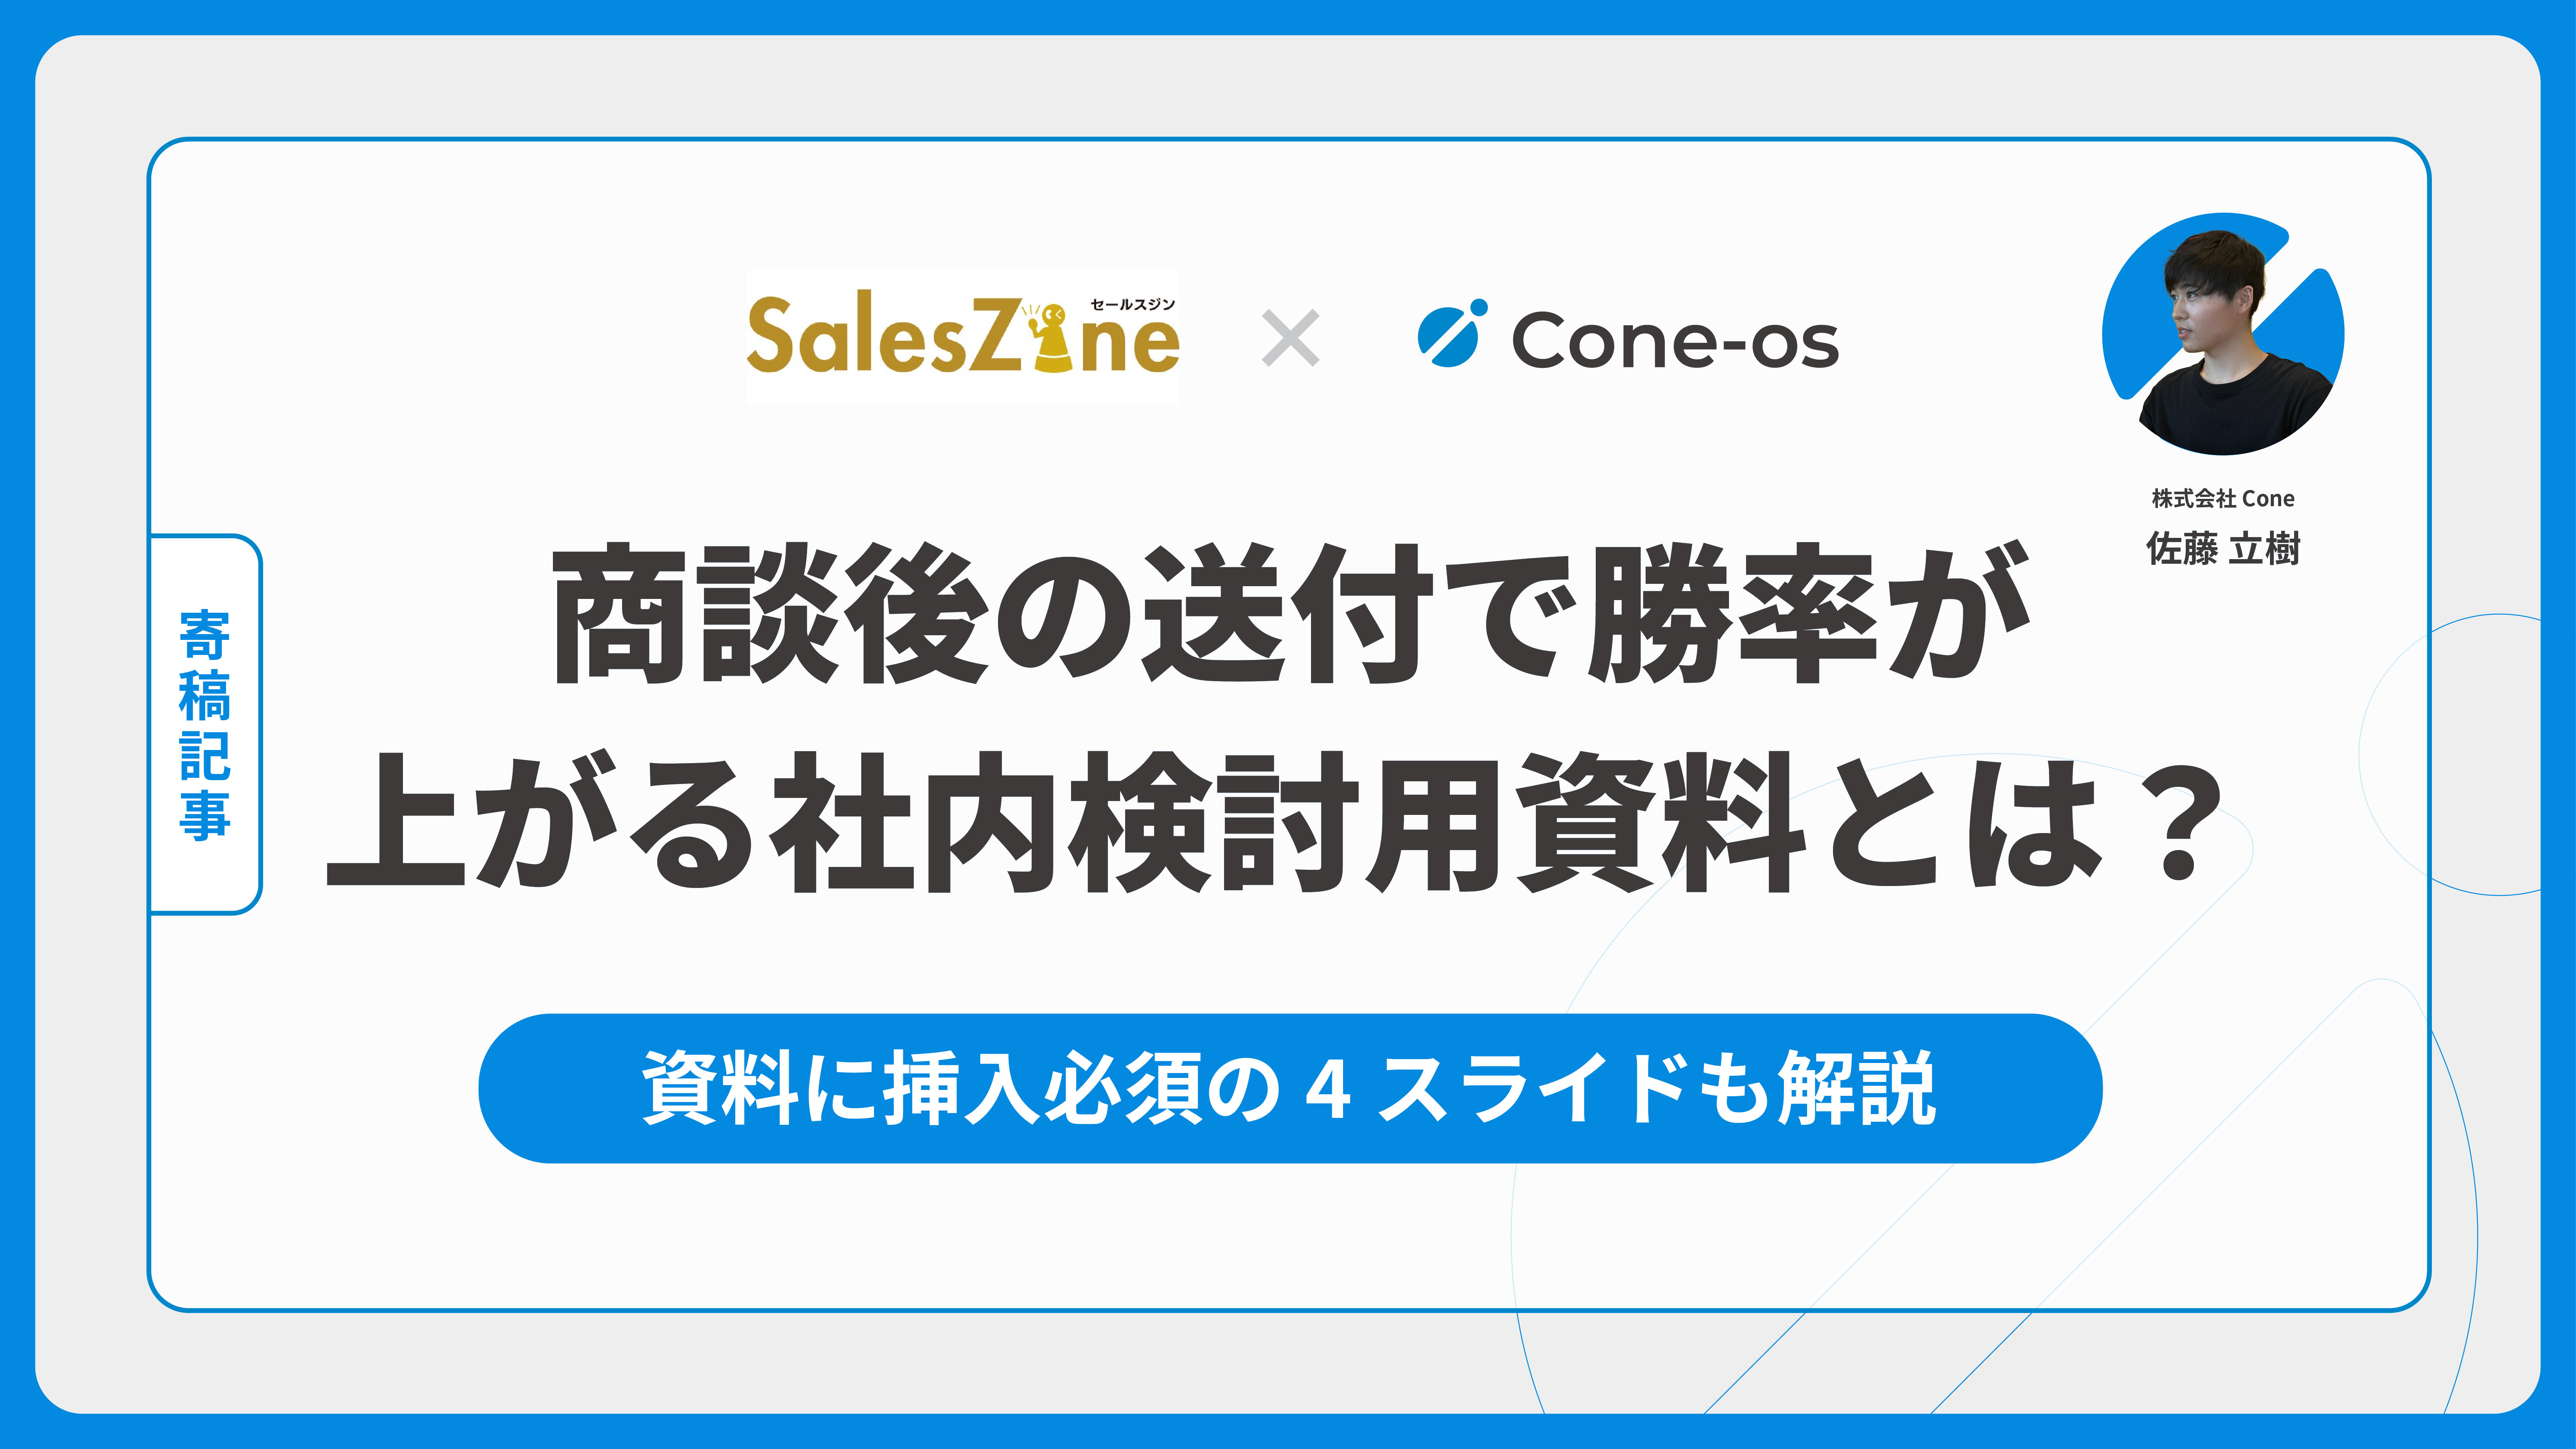 SalesZine
セールスジン
×
Cone-os
株式会社 Cone
佐藤 立樹
寄稿記事
商談後の送付で勝率が
上がる社内検討用資料とは？
資料に挿入必須の 4 スライドも解説